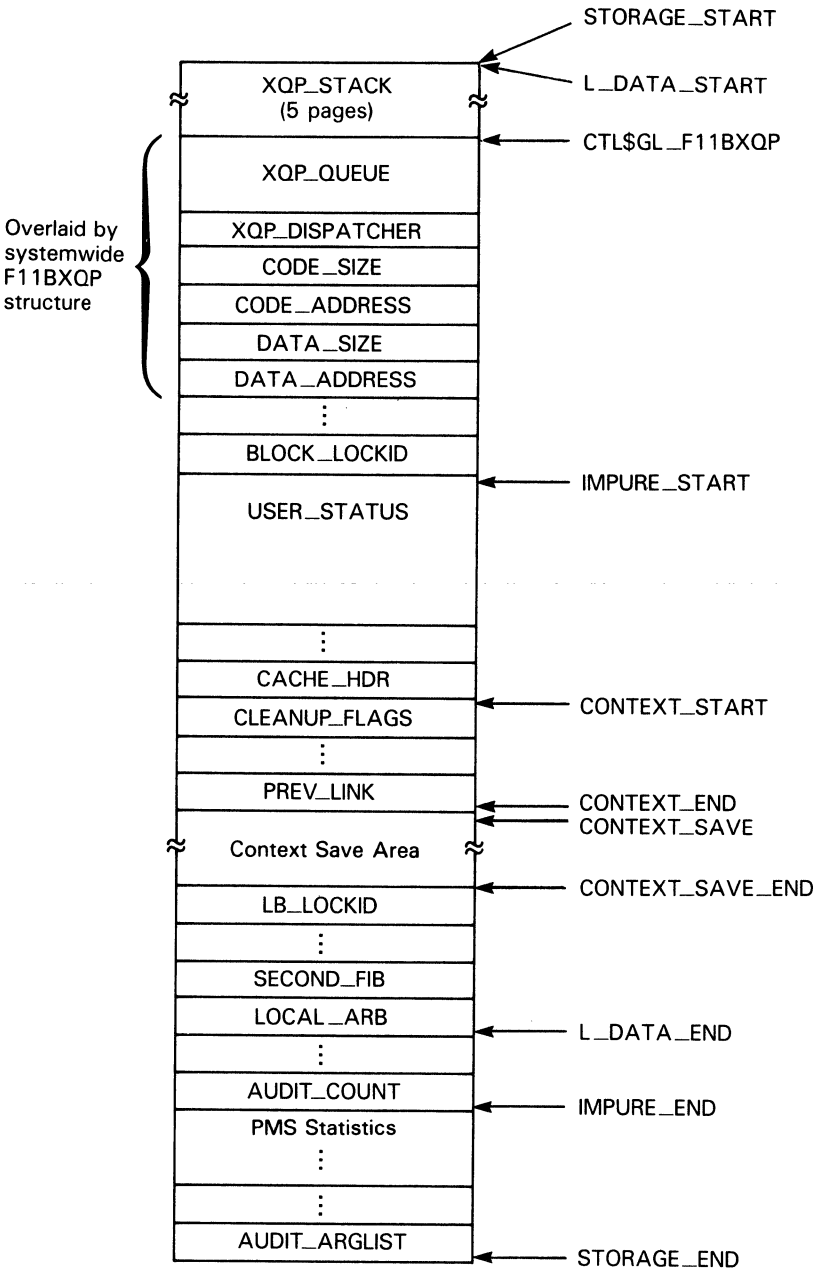 STORAGE_START
XQP_STACK
(5 pages)
L_DATA_START
CTL$GL_F11BXQP
XQP_QUEUE
Overlaid by
systemwide
F11BXQP
structure
XQP_DISPATCHER
CODE_SIZE
CODE_ADDRESS
DATA_SIZE
DATA_ADDRESS
BLOCK_LOCKID
IMPURE_START
USER_STATUS
CACHE_HDR
CONTEXT_START
CLEANUP_FLAGS
PREV_LINK
CONTEXT_END
CONTEXT_SAVE
Context Save Area
CONTEXT_SAVE_END
LB_LOCKID
SECOND_FIB
LOCAL_ARB
L_DATA_END
AUDIT_COUNT
IMPURE_END
PMS Statistics
AUDIT_ARGLIST
STORAGE_END